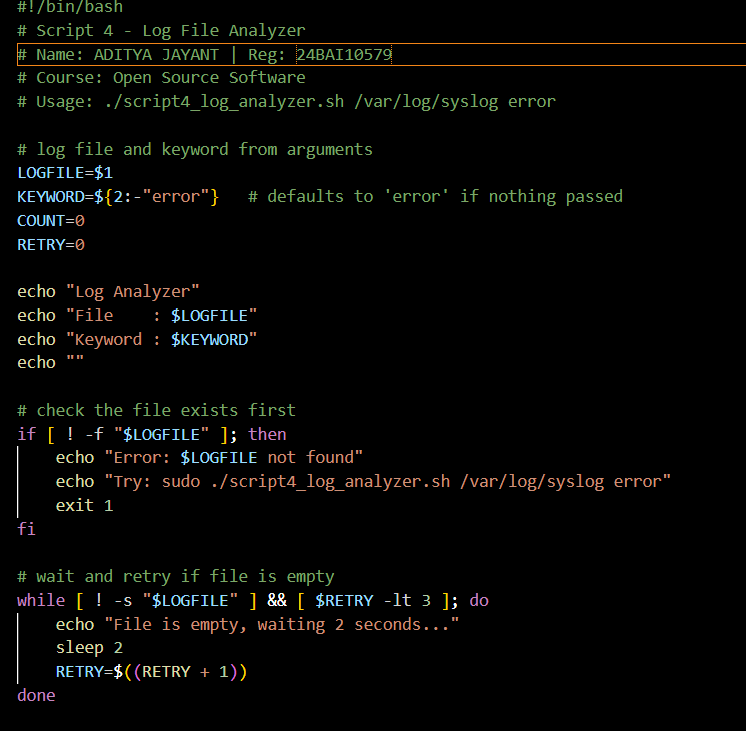 #!/bin/bash
# Script 4 - Log File Analyzer
# Name: ADITYA JAYANT | Reg: 24BAI10579
# Course: Open Source Software
# Usage: ./script4_log_analyzer.sh /var/log/syslog error

# log file and keyword from arguments
LOGFILE=$1
KEYWORD=${2:-"error"}   # defaults to 'error' if nothing passed
COUNT=0
RETRY=0

echo "Log Analyzer"
echo "File    : $LOGFILE"
echo "Keyword : $KEYWORD"
echo ""

# check the file exists first
if [ ! -f "$LOGFILE" ]; then
    echo "Error: $LOGFILE not found"
    echo "Try: sudo ./script4_log_analyzer.sh /var/log/syslog error"
    exit 1
fi

# wait and retry if file is empty
while [ ! -s "$LOGFILE" ] && [ $RETRY -lt 3 ]; do
    echo "File is empty, waiting 2 seconds..."
    sleep 2
    RETRY=$((RETRY + 1))
done